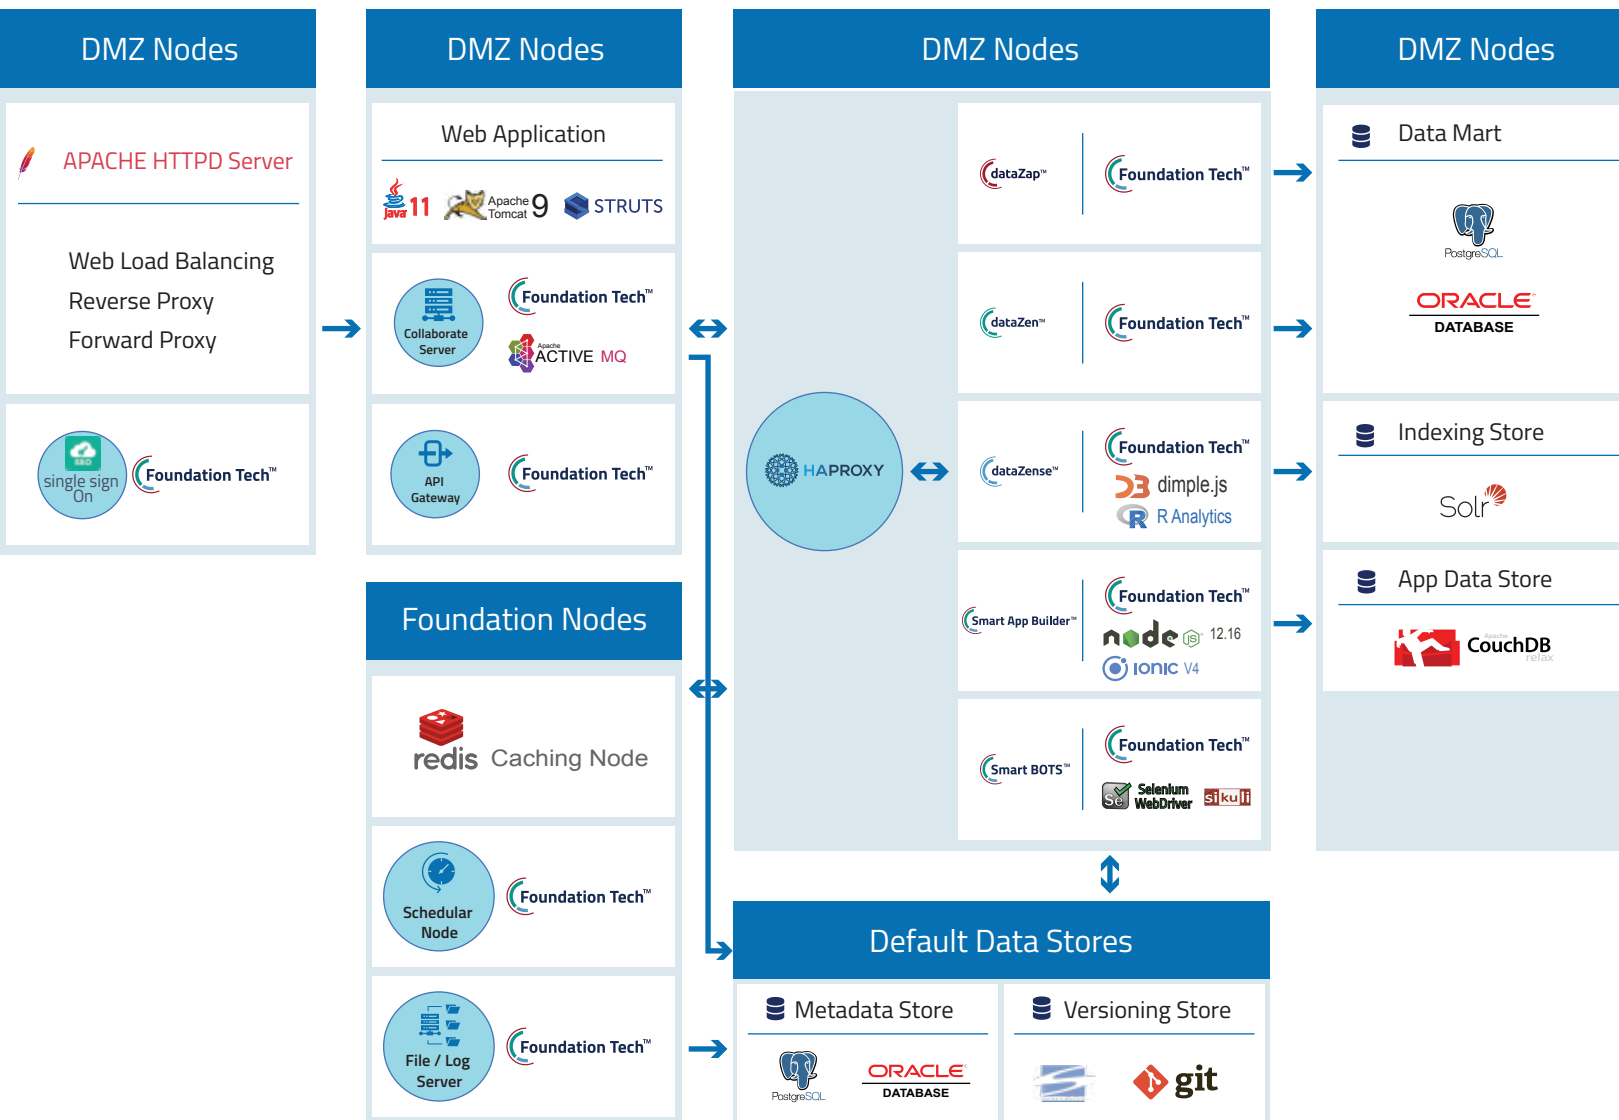 DMZ Nodes
APACHE HTTPD Server
Web Load Balancing
Reverse Proxy
Forward Proxy
single sign
On
Foundation Tech™
DMZ Nodes
Web Application
Java 11
Apache
Tomcat 9
STRUTS
Collaborate
Server
Foundation Tech™
Apache
ACTIVE MQ
API
Gateway
Foundation Tech™
Foundation Nodes
redis Caching Node
Schedular
Node
Foundation Tech™
File / Log
Server
Foundation Tech™
DMZ Nodes
HAPROXY
dataZap™
Foundation Tech™
dataZen™
Foundation Tech™
dataZense™
Foundation Tech™
D3 dimple.js
R R Analytics
Smart App Builder™
Foundation Tech™
node JS 12.16
IONIC V4
Smart BOTS™
Foundation Tech™
Se Selenium
WebDriver
sikuli
Default Data Stores
Metadata Store
PostgreSQL
ORACLE
DATABASE
Versioning Store
git
DMZ Nodes
Data Mart
PostgreSQL
ORACLE
DATABASE
Indexing Store
Solr
App Data Store
Apache
CouchDB
relax